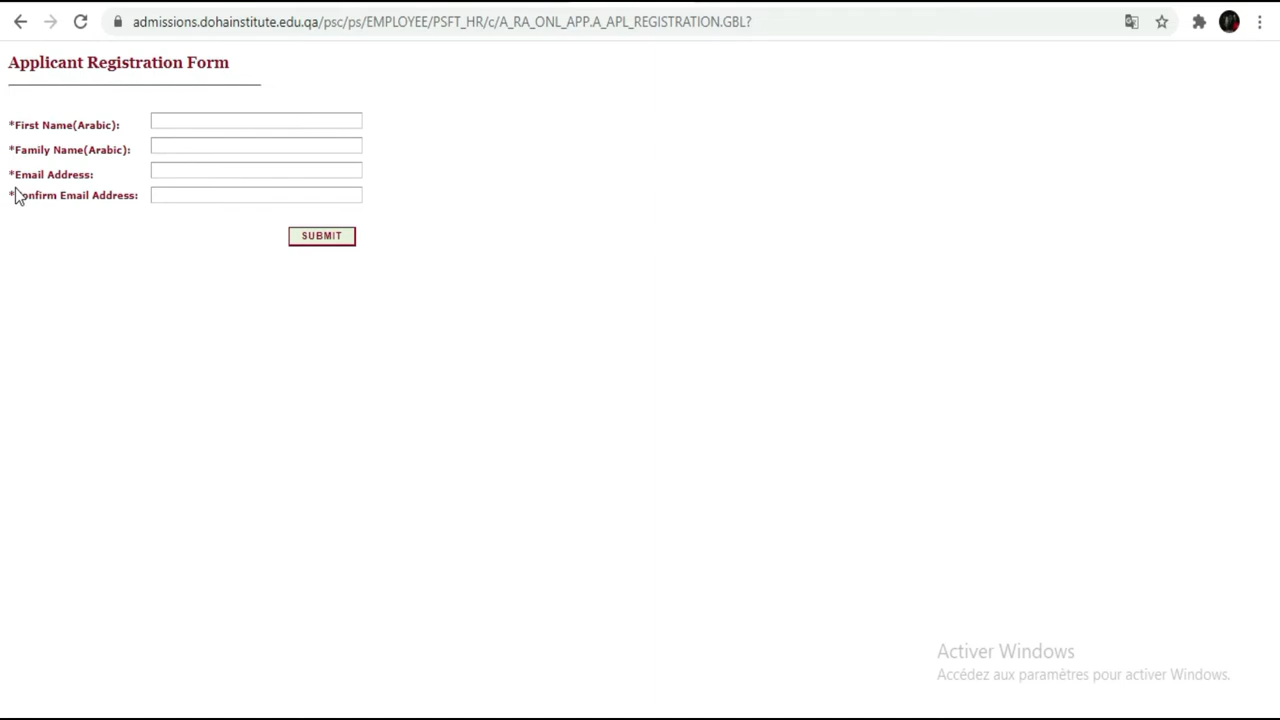 admissions.dohainstitute.edu.qa/psc/ps/EMPLOYEE/PSFT_HR/c/A_RA_ONL_APP.A_APL_REGISTRATION.GBL?
Applicant Registration Form
*First Name(Arabic):
*Family Name(Arabic):
*Email Address:
*Confirm Email Address:
SUBMIT
Activer Windows
Accédez aux paramètres pour activer Windows.